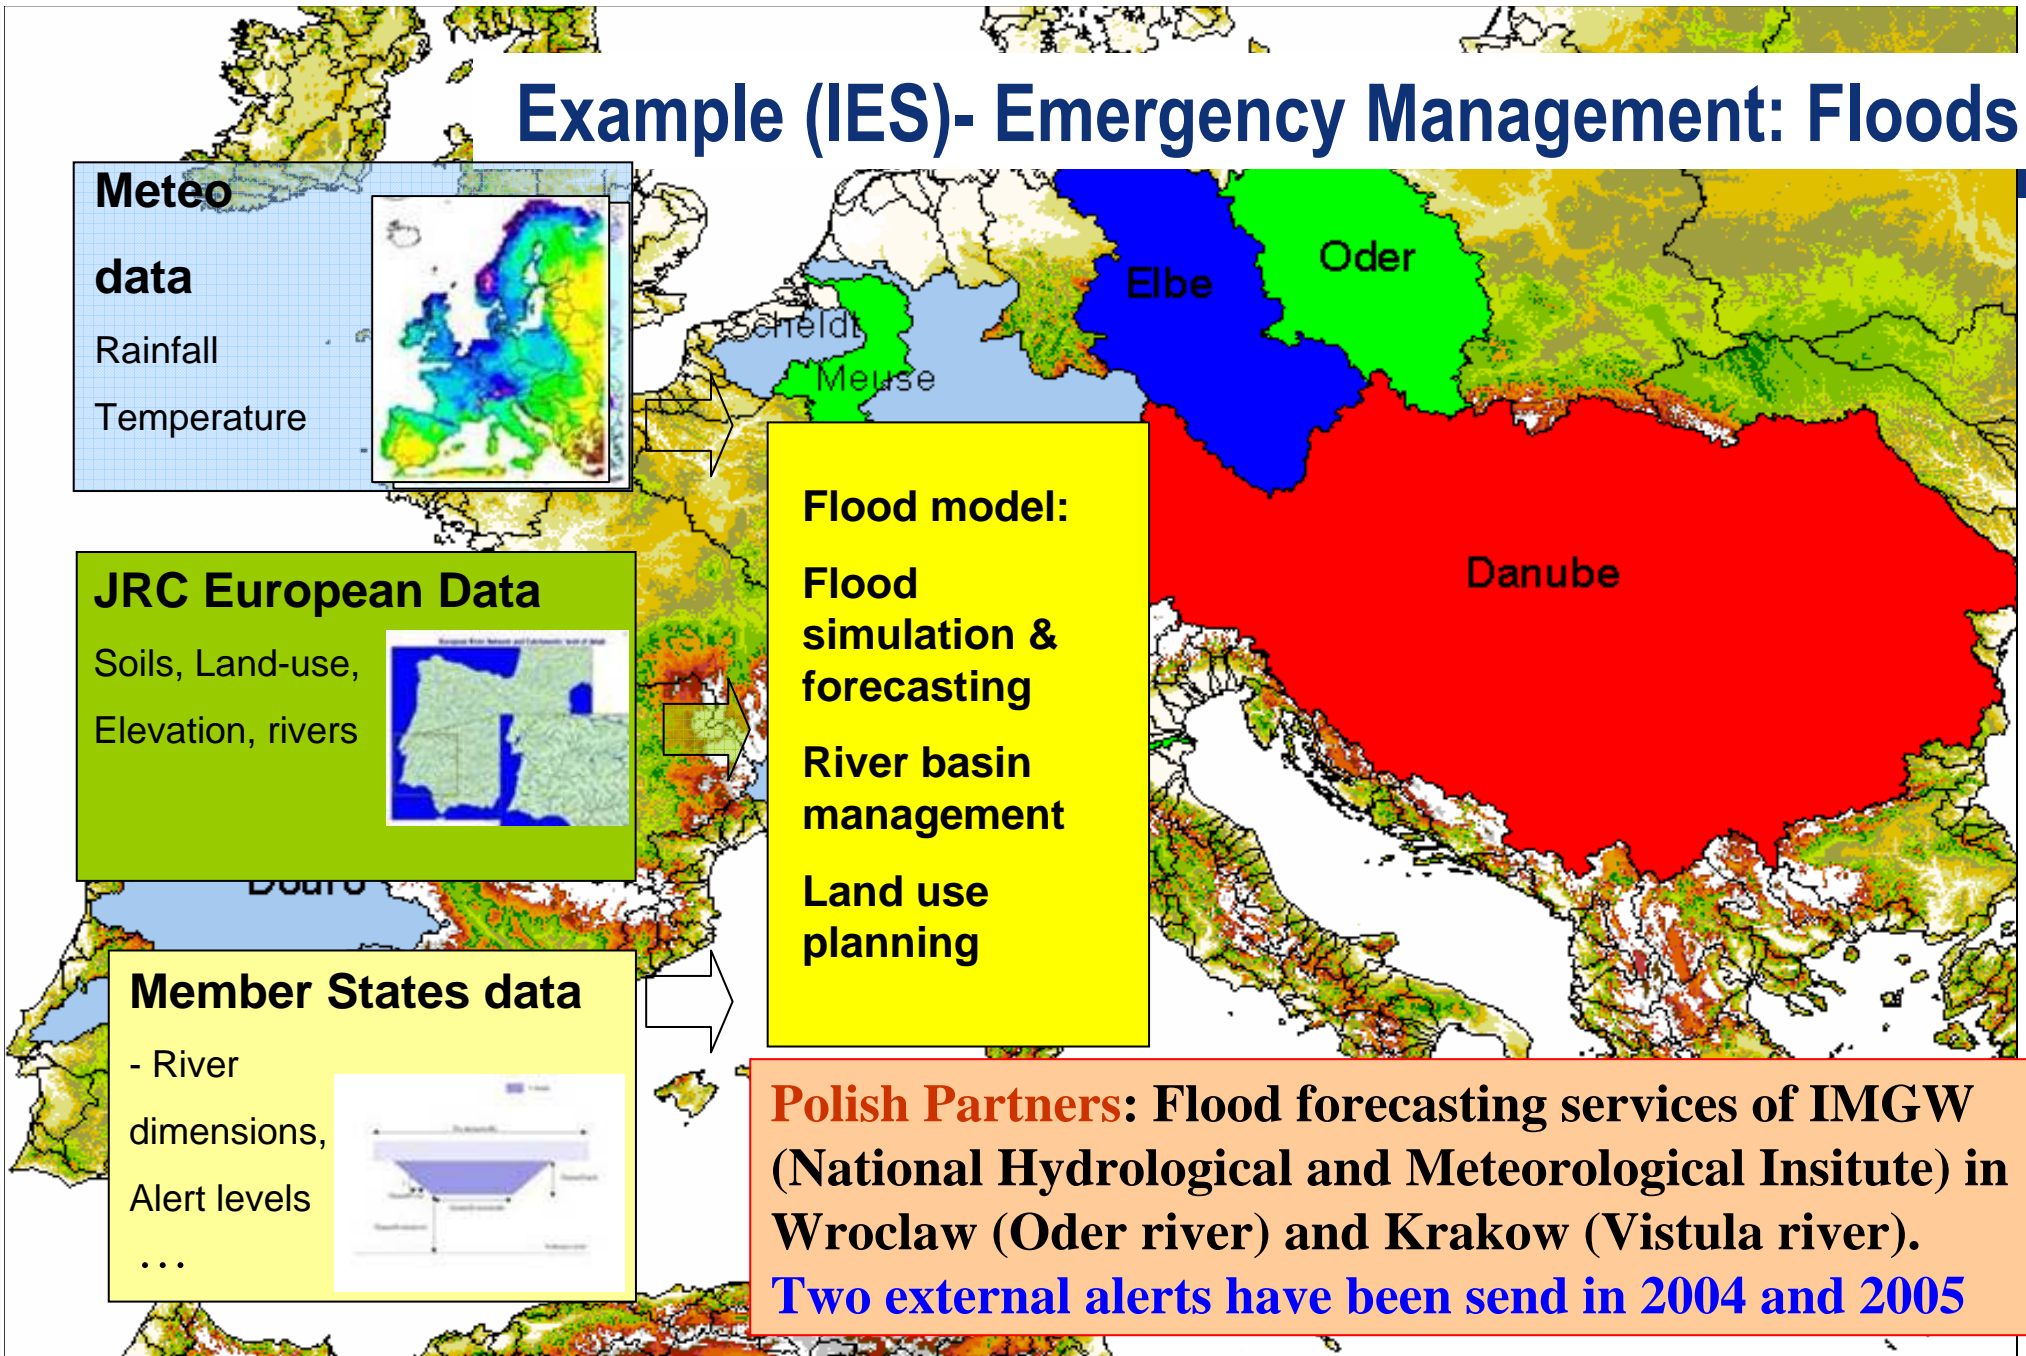 Example (IES)- Emergency Management: Floods
Meteo
data
Rainfall
Temperature
Elbe
Oder
Scheldt
Meuse
Danube
JRC European Data
Soils, Land-use,
Elevation, rivers
Flood model:
Flood
simulation &
forecasting
River basin
management
Land use
planning
Douro
Member States data
- River
dimensions,
Alert levels
…
Polish Partners: Flood forecasting services of IMGW
(National Hydrological and Meteorological Insitute) in
Wroclaw (Oder river) and Krakow (Vistula river).
Two external alerts have been send in 2004 and 2005